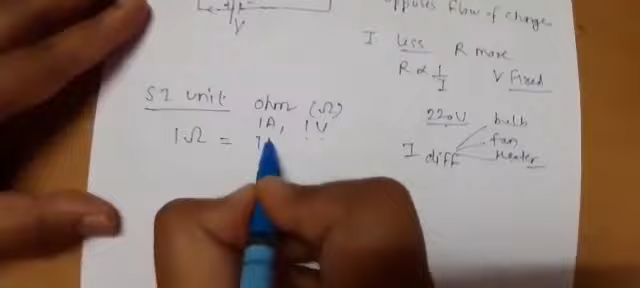 opposes flow of charge.
V
I less R more
R ∝ 1/I V Fixed
SI unit ohm (Ω)
1A, 1V
1Ω =
220V
bulb
fan
Heater
I diff